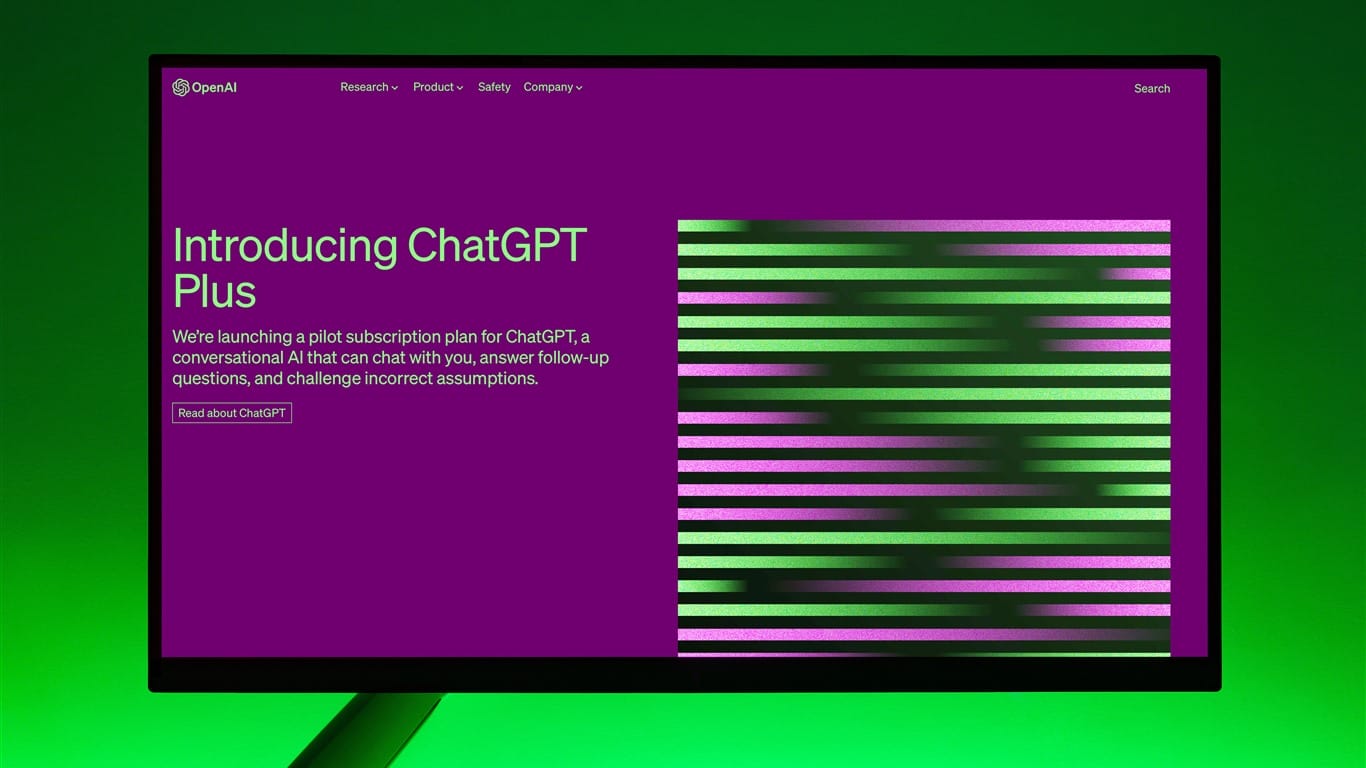 OpenAI
Research
Product
Safety
Company
Search
Introducing ChatGPT
Plus
We're launching a pilot subscription plan for ChatGPT, a
conversational AI that can chat with you, answer follow-up
questions, and challenge incorrect assumptions.
Read about ChatGPT